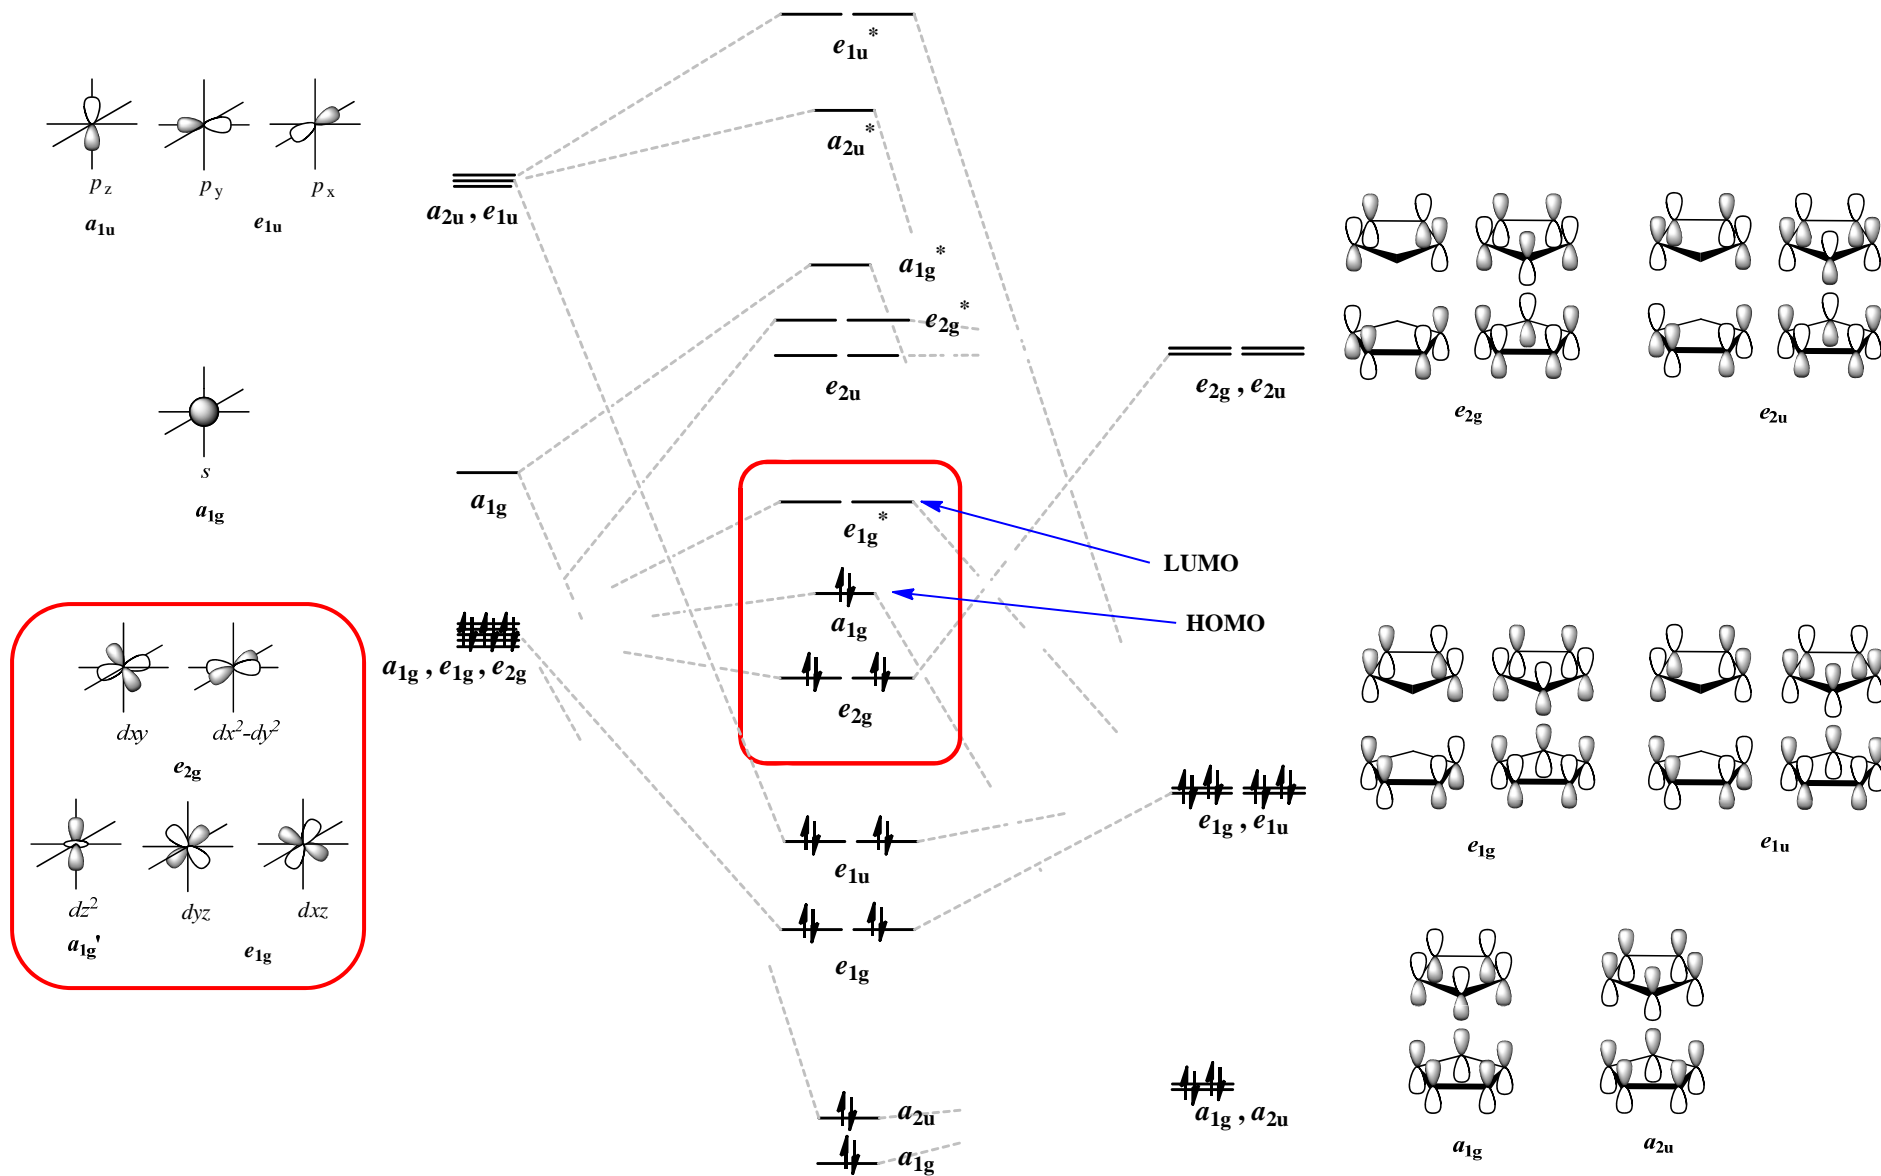 e1u*
a2u*
pz py px
a1u e1u
a2u , e1u
a1g*
e2g*
e2u
e2g , e2u
e2g e2u
s
a1g
a1g
e1g*
LUMO
HOMO
a1g
a1g , e1g , e2g
e2g
dxy dx2-dy2
e2g
dz2 dyz dxz
a1g' e1g
e1g , e1u
e1g e1u
e1u
e1g
a2u
a1g , a2u
a1g a2u
a1g